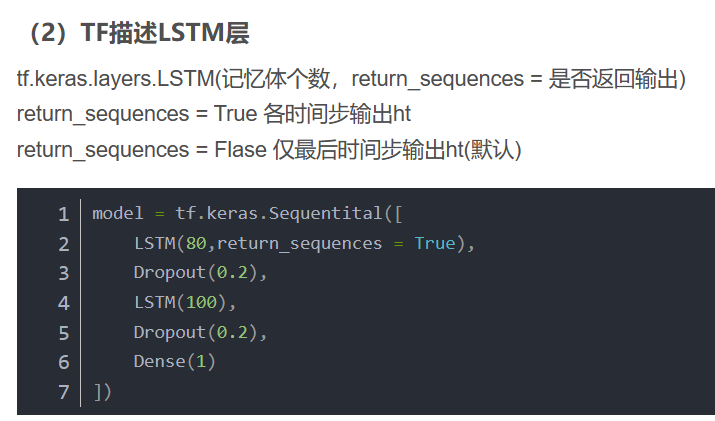 （2）TF描述LSTM层
tf.keras.layers.LSTM(记忆体个数，return_sequences = 是否返回输出)
return_sequences = True 各时间步输出ht
return_sequences = Flase 仅最后时间步输出ht(默认)
1 model = tf.keras.Sequentital([
2     LSTM(80,return_sequences = True),
3     Dropout(0.2),
4     LSTM(100),
5     Dropout(0.2),
6     Dense(1)
7 ])